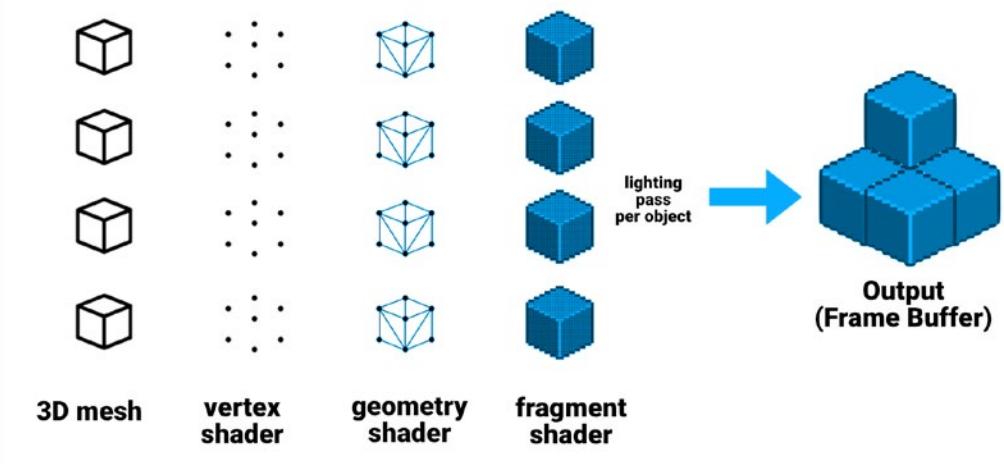 lighting
pass
per object
Output
(Frame Buffer)
3D mesh
vertex
shader
geometry
shader
fragment
shader